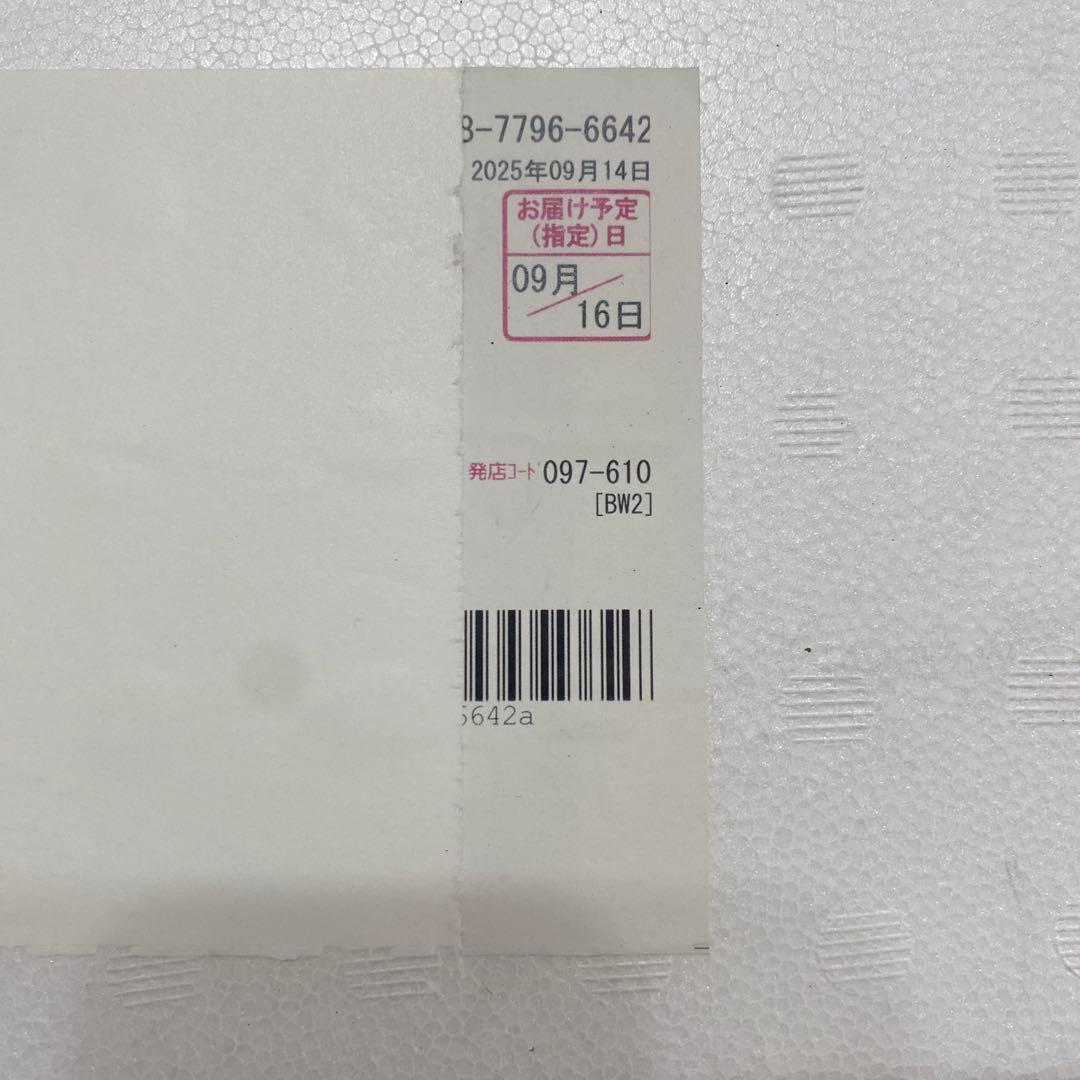 8-7796-6642
2025年09月14日
お届け予定
(指定)日
09月
16日
発店コード 097-610
[BW2]
6642a